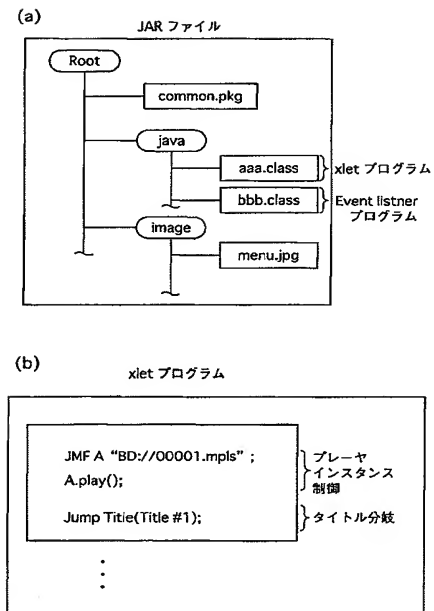 (a)
JAR ファイル
Root
common.pkg
java
aaa.class
xlet プログラム
bbb.class
Event listner
プログラム
image
menu.jpg
(b)
xlet プログラム
JMF A “BD://00001.mpls” ;
A.play();
プレーヤ
インスタンス
制御
Jump Titie(Title #1);
タイトル分岐